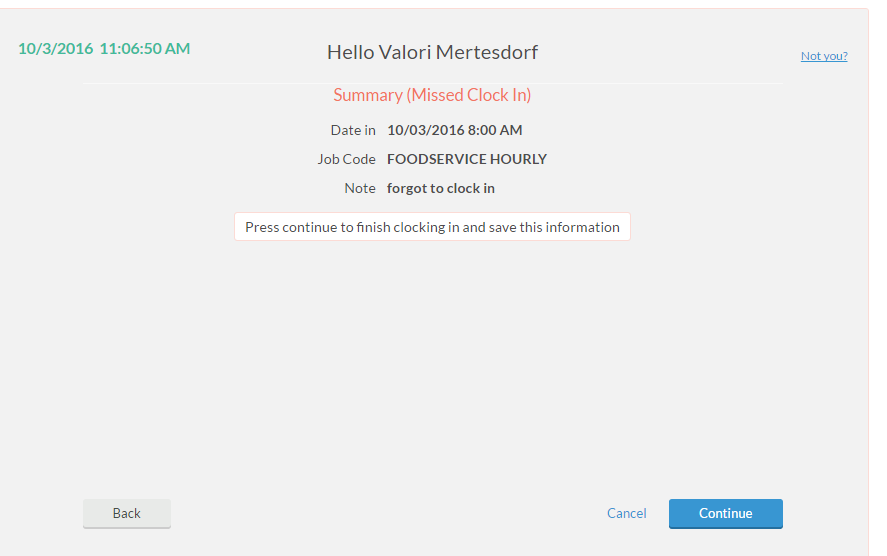 10/3/2016 11:06:50 AM
Hello Valori Mertesdorf
Not you?
Summary (Missed Clock In)
Date in 10/03/2016 8:00 AM
Job Code FOODSERVICE HOURLY
Note forgot to clock in
Press continue to finish clocking in and save this information
Back Cancel Continue